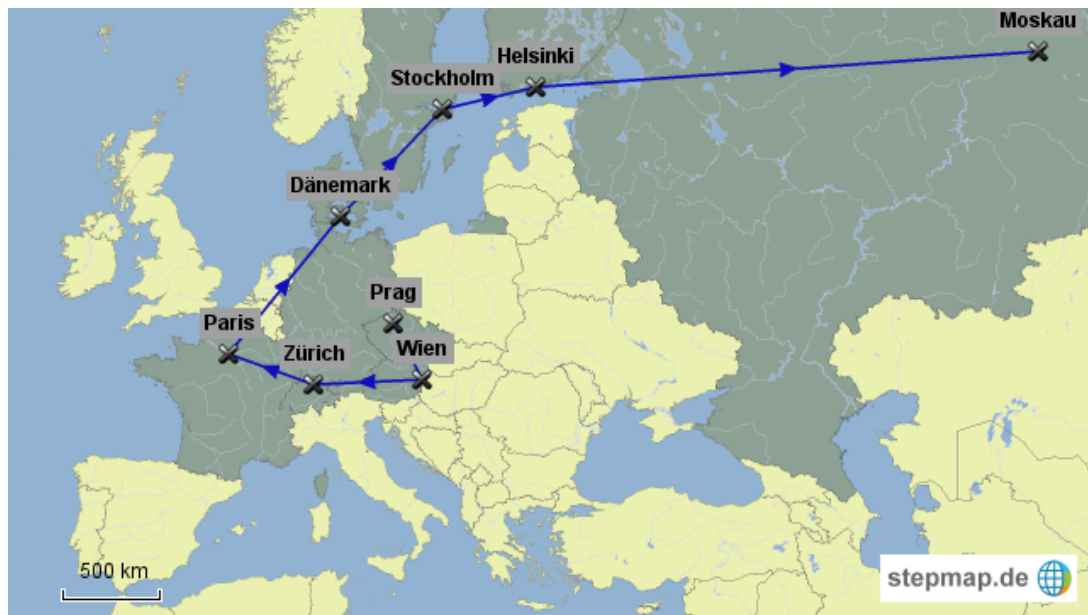 Moskau
Helsinki
Stockholm
Dänemark
Prag
Paris
Wien
Zürich
500 km
stepmap.de